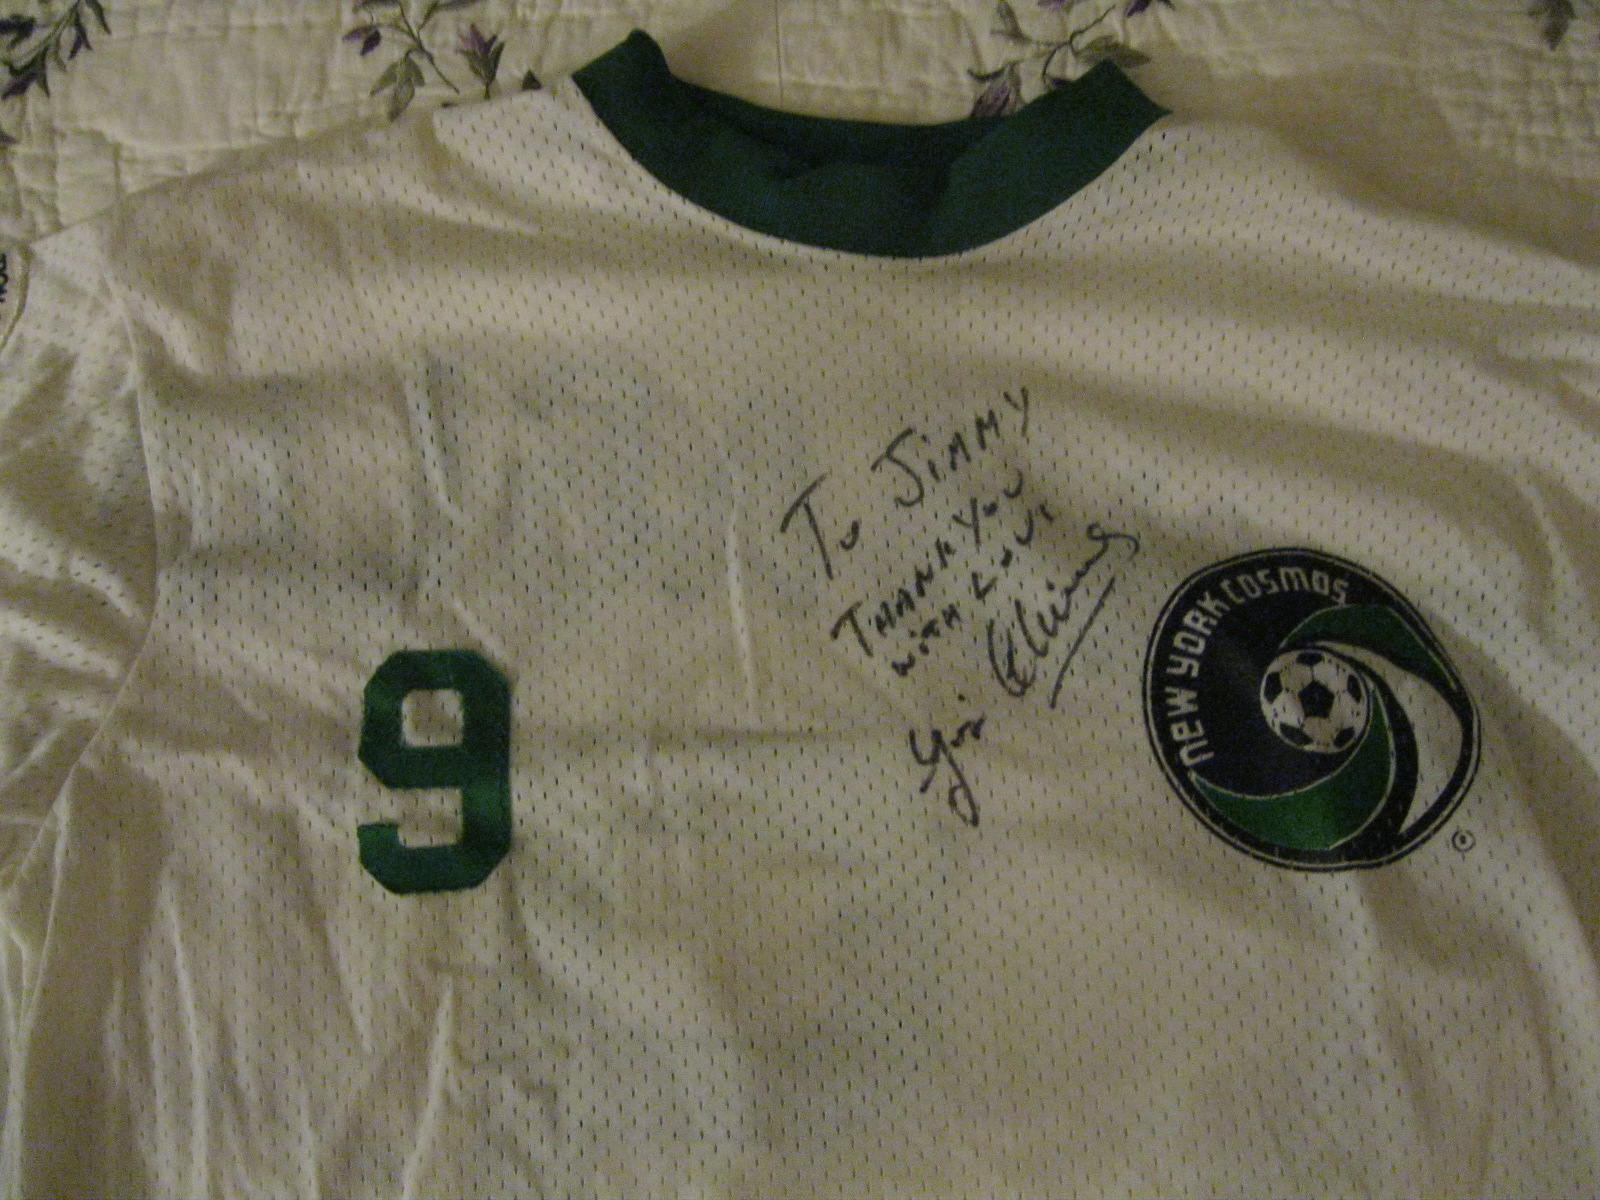 To Jimmy
THANK YOU
WITH LOVE
9
new york cosmos